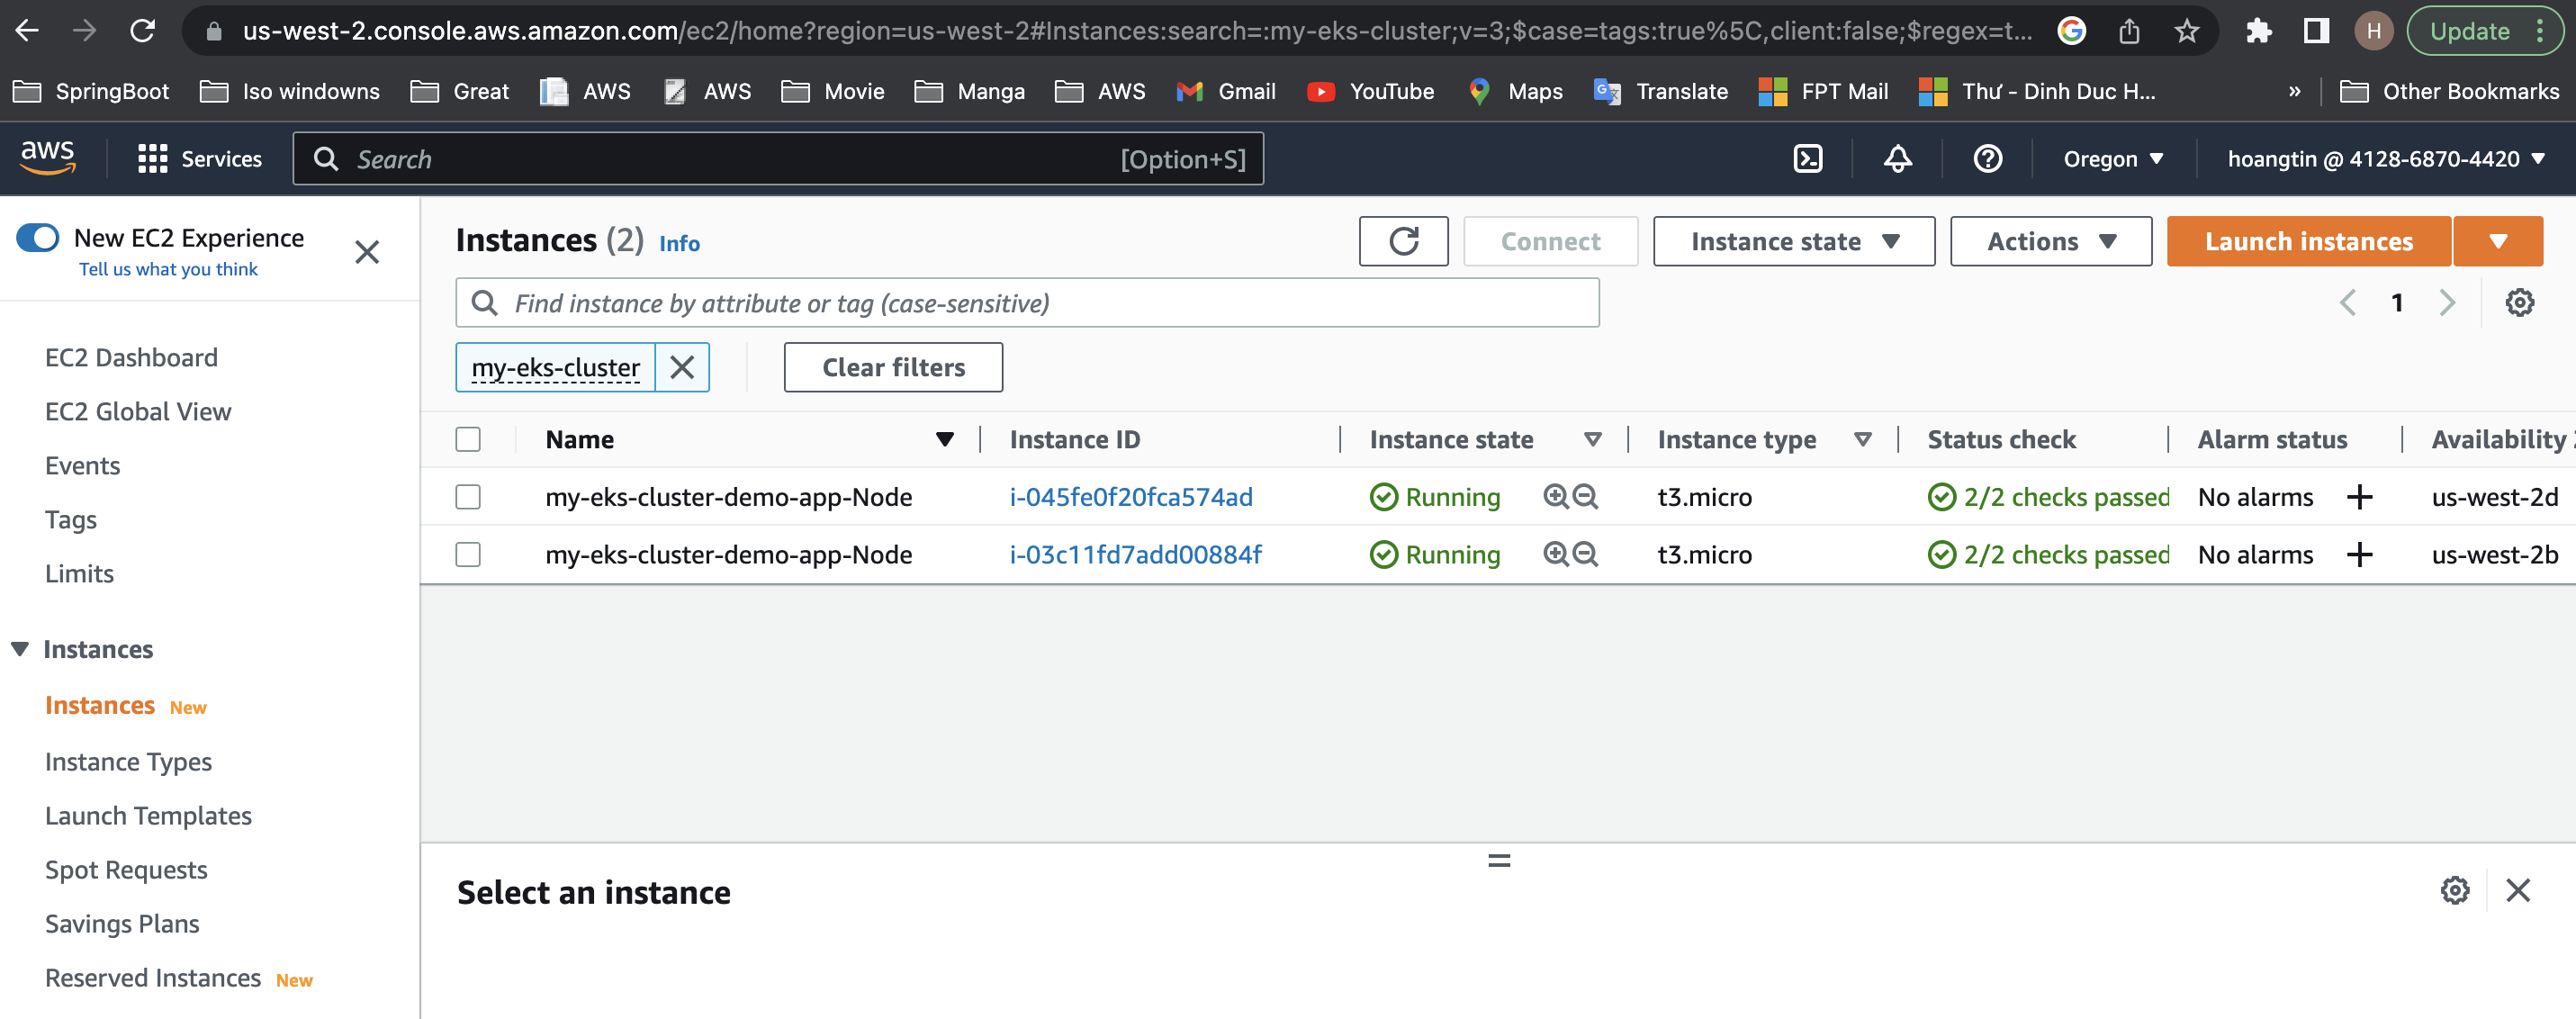 us-west-2.console.aws.amazon.com/ec2/home?region=us-west-2#Instances:search=:my-eks-cluster;v=3;$case=tags:true%5C,client:false;$regex=t...
H
Update
SpringBoot
Iso windowns
Great
AWS
AWS
Movie
Manga
AWS
Gmail
YouTube
Maps
Translate
FPT Mail
Thư - Dinh Duc H...
»
Other Bookmarks
aws
Services
Search
[Option+S]
Oregon
hoangtin @ 4128-6870-4420
New EC2 Experience
Tell us what you think
EC2 Dashboard
EC2 Global View
Events
Tags
Limits
Instances
Instances New
Instance Types
Launch Templates
Spot Requests
Savings Plans
Reserved Instances New
Instances (2) Info
Connect
Instance state
Actions
Launch instances
Find instance by attribute or tag (case-sensitive)
1
my-eks-cluster
Clear filters
Name Instance ID Instance state Instance type Status check Alarm status Availability
my-eks-cluster-demo-app-Node i-045fe0f20fca574ad Running t3.micro 2/2 checks passed No alarms us-west-2d
my-eks-cluster-demo-app-Node i-03c11fd7add00884f Running t3.micro 2/2 checks passed No alarms us-west-2b
Select an instance